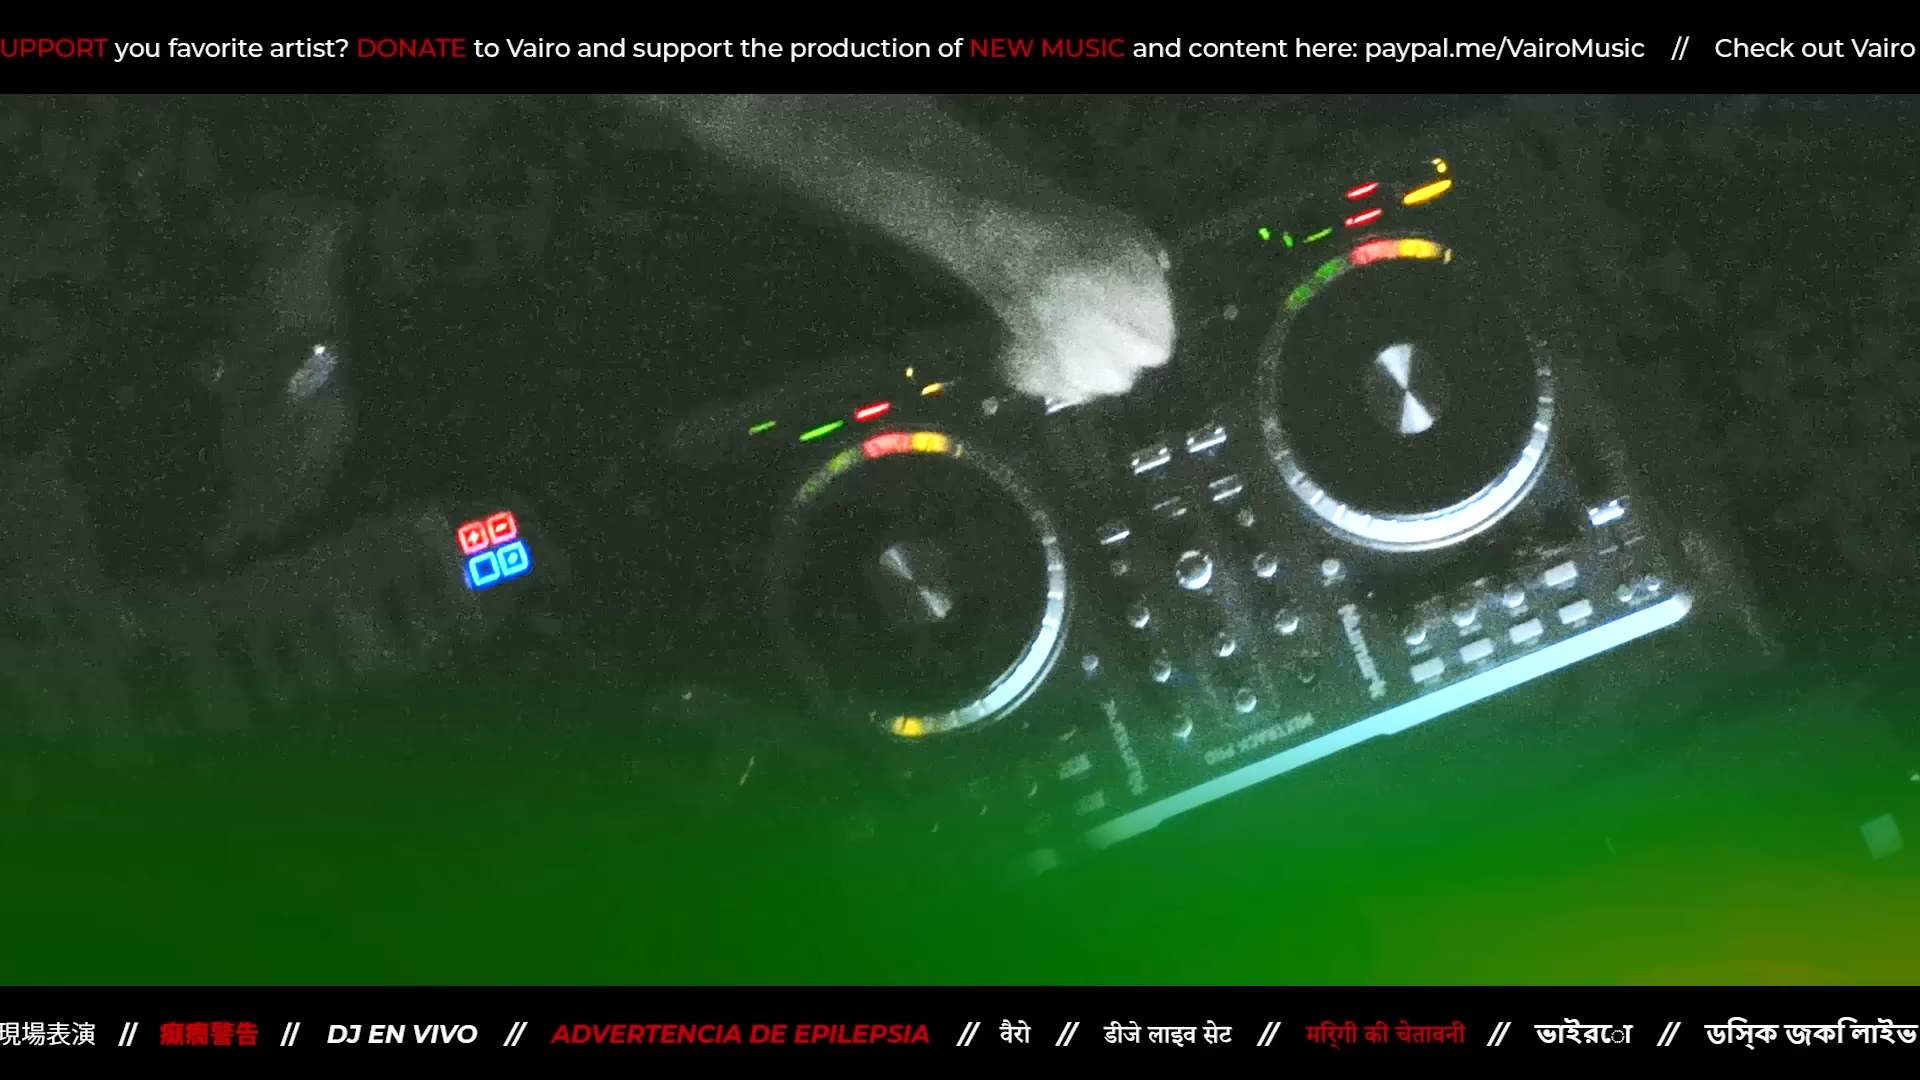 UPPORT you favorite artist? DONATE to Vairo and support the production of NEW MUSIC and content here: paypal.me/VairoMusic // Check out Vairo
numark
現場表演 // 癲癇警告 // DJ EN VIVO // ADVERTENCIA DE EPILEPSIA // वैरो // डीजे लाइव सेट // मिर्गी की चेतावनी // ভাইরো // ডিস্ক জকি লাইভ